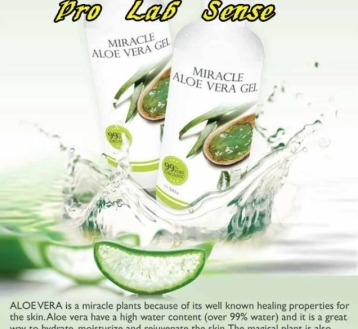 Pro Lab Sense
MIRACLE
ALOE VERA GEL
99%
MIRACLE
ALOE VERA GEL
99%
ALOEVERA is a miracle plants because of its well known healing properties for
the skin. Aloe vera have a high water content (over 99% water) and it is a great
way to hydrate, moisturize and rejuvenate the skin. The magical plant is also